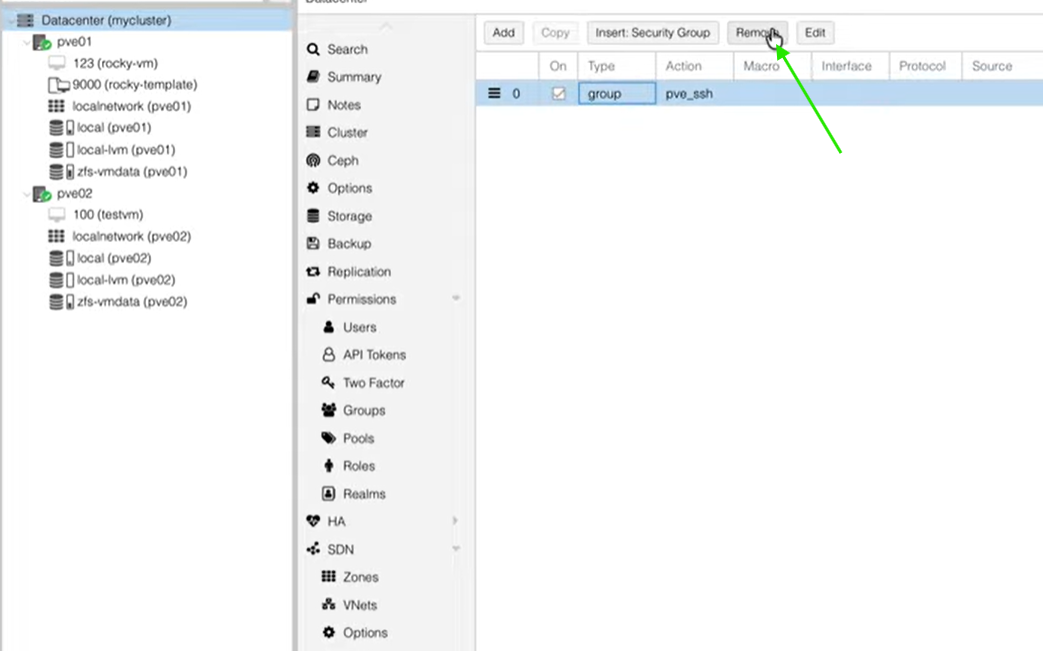 Datacenter
Datacenter (mycluster)
pve01
123 (rocky-vm)
9000 (rocky-template)
localnetwork (pve01)
local (pve01)
local-lvm (pve01)
zfs-vmdata (pve01)
pve02
100 (testvm)
localnetwork (pve02)
local (pve02)
local-lvm (pve02)
zfs-vmdata (pve02)
Search
Summary
Notes
Cluster
Ceph
Options
Storage
Backup
Replication
Permissions
Users
API Tokens
Two Factor
Groups
Pools
Roles
Realms
HA
SDN
Zones
VNets
Options
Add Copy Insert: Security Group Remove Edit
On Type Action Macro Interface Protocol Source
0 group pve_ssh